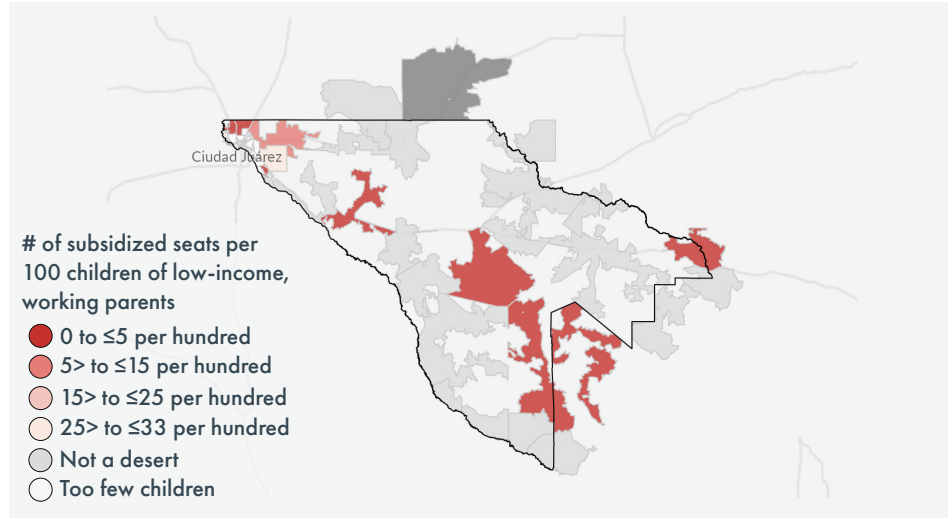 Ciudad Juárez
# of subsidized seats per
100 children of low-income,
working parents
0 to ≤5 per hundred
5> to ≤15 per hundred
15> to ≤25 per hundred
25> to ≤33 per hundred
Not a desert
Too few children